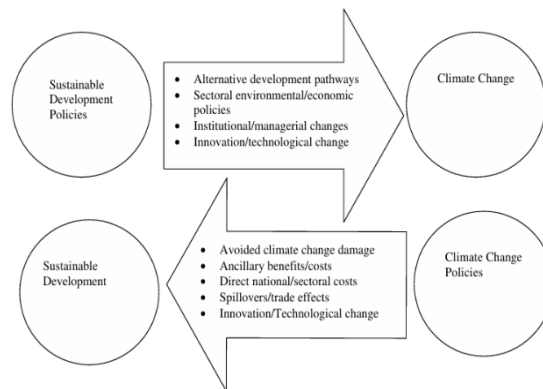 Sustainable
Development
Policies
• Alternative development pathways
• Sectoral environmental/economic
policies
• Institutional/managerial changes
• Innovation/technological change
Climate Change
Sustainable
Development
• Avoided climate change damage
• Ancillary benefits/costs
• Direct national/sectoral costs
• Spillovers/trade effects
• Innovation/Technological change
Climate Change
Policies